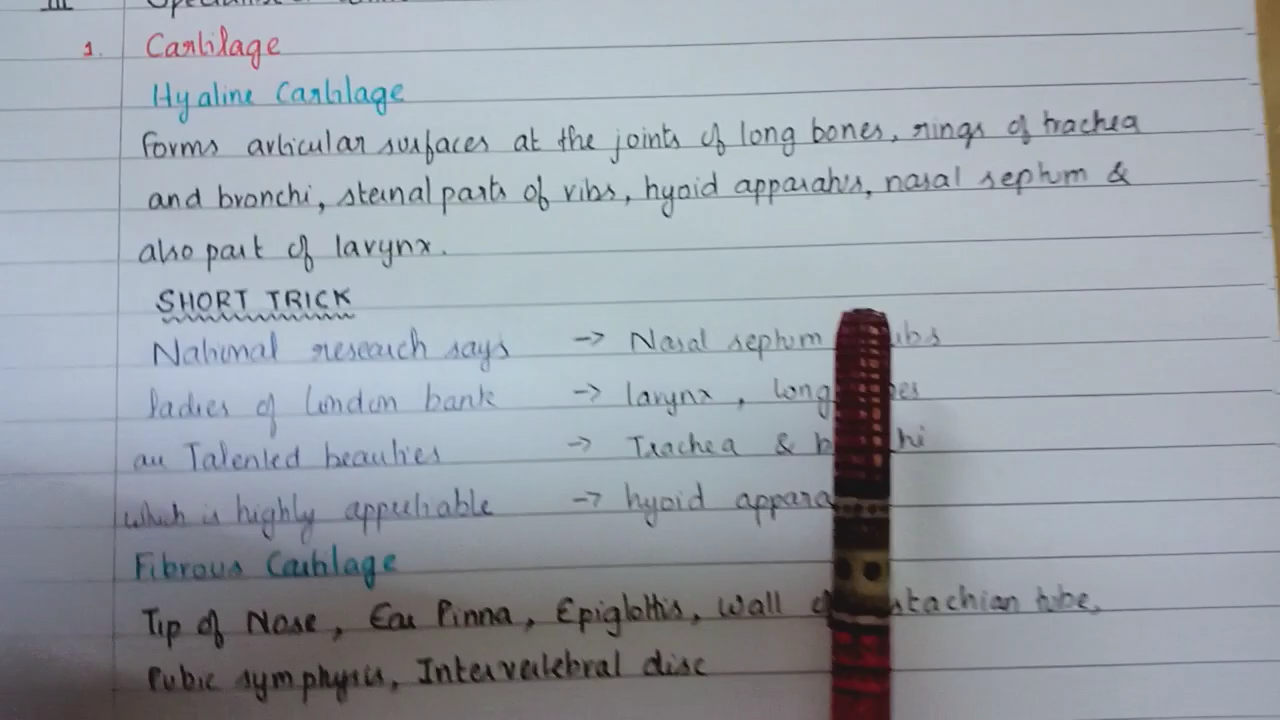 III
1. Cartilage
Hyaline Cartilage
forms articular surfaces at the joints of long bones, rings of trachea
and bronchi, sternal parts of ribs, hyoid apparatus, nasal septum &
also part of larynx.
SHORT TRICK
National research says -> Nasal septum
ladies of London bank -> larynx, long
are Talented beauties -> Trachea &
which is highly appreciable -> hyoid
Fibrous Cartilage
Tip of Nose, Ear Pinna, Epiglottis, wall tube,
Pubic symphysis, Intervertebral disc